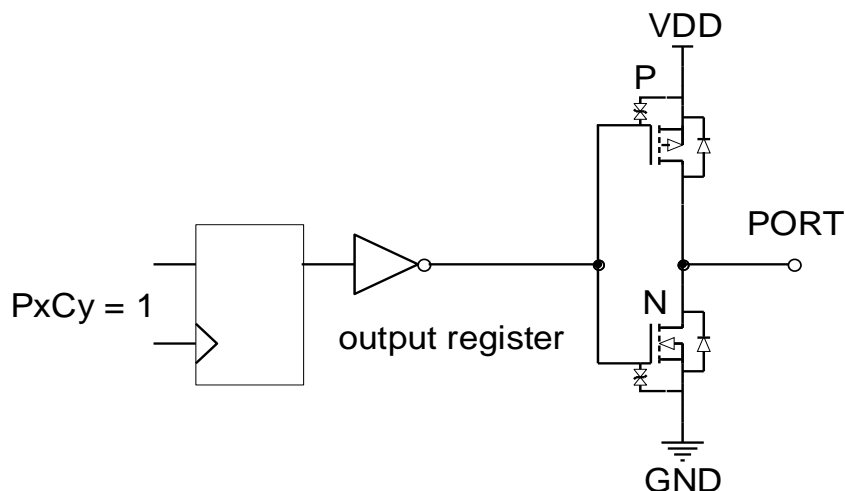 VDD
P
PORT
PxCy = 1
N
output register
GND